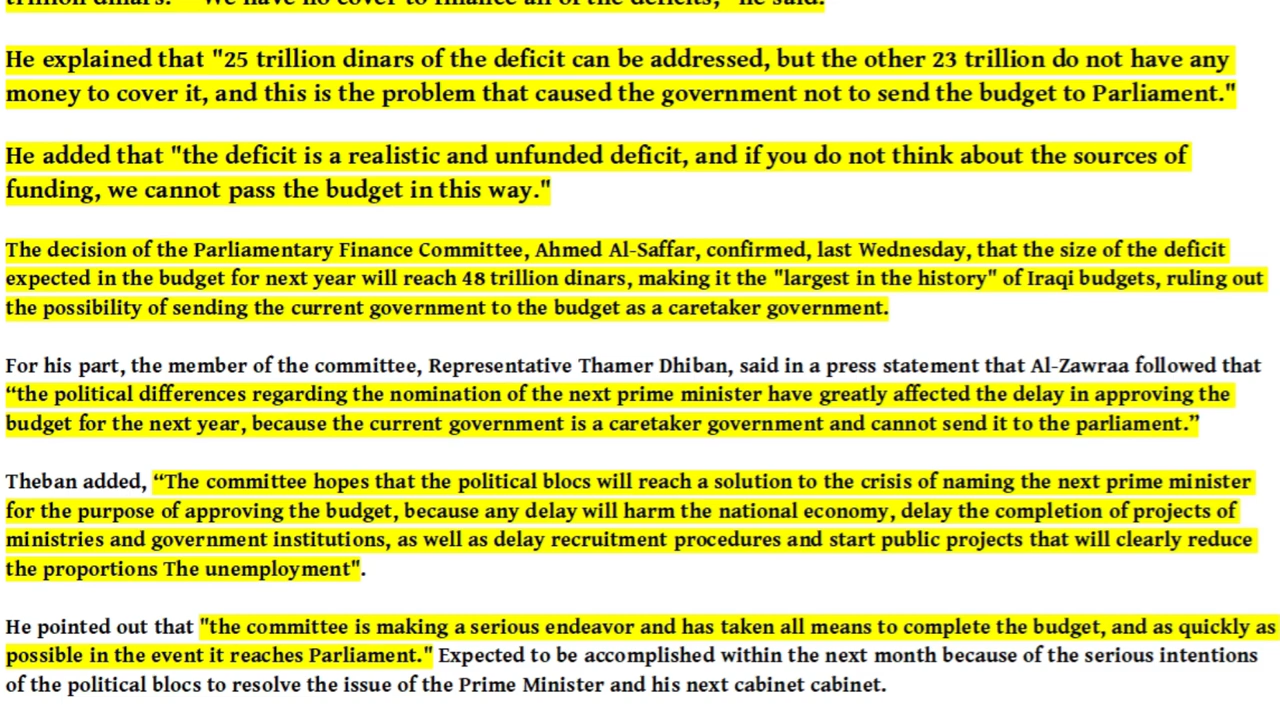 trillion dinars." "We have no cover to finance all of the deficits," he said.
He explained that "25 trillion dinars of the deficit can be addressed, but the other 23 trillion do not have any
money to cover it, and this is the problem that caused the government not to send the budget to Parliament."
He added that "the deficit is a realistic and unfunded deficit, and if you do not think about the sources of
funding, we cannot pass the budget in this way."
The decision of the Parliamentary Finance Committee, Ahmed Al-Saffar, confirmed, last Wednesday, that the size of the deficit
expected in the budget for next year will reach 48 trillion dinars, making it the "largest in the history" of Iraqi budgets, ruling out
the possibility of sending the current government to the budget as a caretaker government.
For his part, the member of the committee, Representative Thamer Dhiban, said in a press statement that Al-Zawraa followed that
“the political differences regarding the nomination of the next prime minister have greatly affected the delay in approving the
budget for the next year, because the current government is a caretaker government and cannot send it to the parliament.”
Theban added, “The committee hopes that the political blocs will reach a solution to the crisis of naming the next prime minister
for the purpose of approving the budget, because any delay will harm the national economy, delay the completion of projects of
ministries and government institutions, as well as delay recruitment procedures and start public projects that will clearly reduce
the proportions The unemployment".
He pointed out that "the committee is making a serious endeavor and has taken all means to complete the budget, and as quickly as
possible in the event it reaches Parliament." Expected to be accomplished within the next month because of the serious intentions
of the political blocs to resolve the issue of the Prime Minister and his next cabinet cabinet.